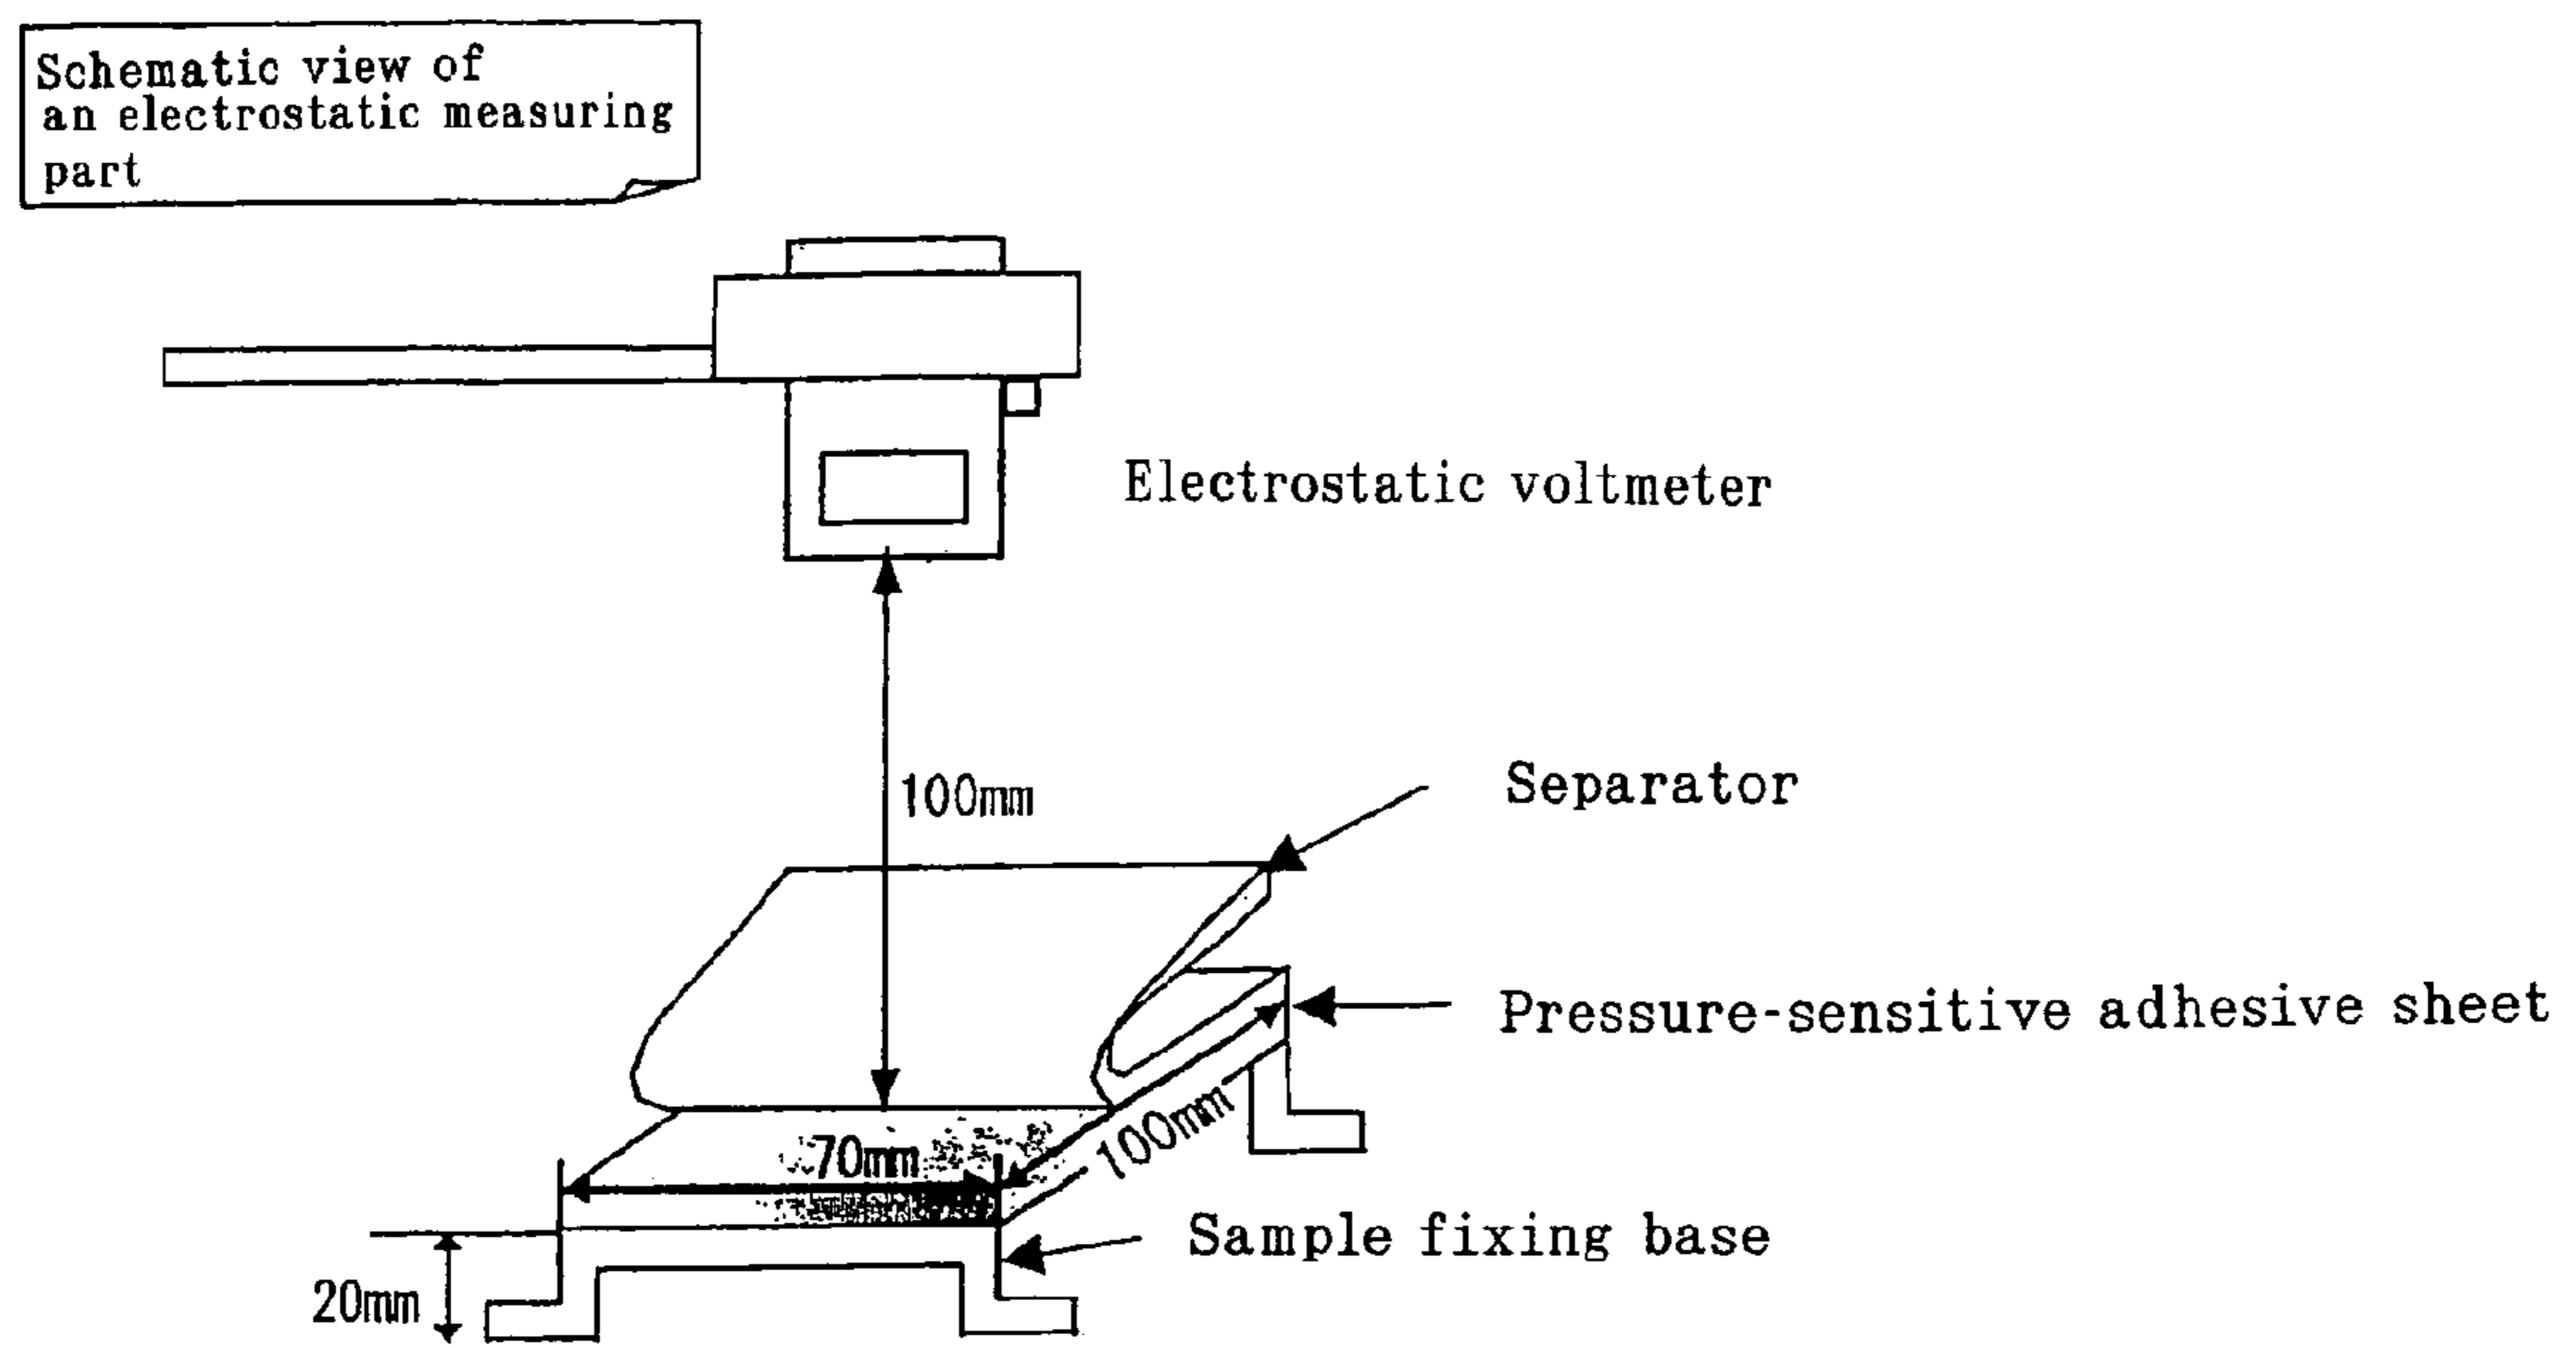 Schematic view of
an electrostatic measuring
part
Electrostatic voltmeter
100mm
Separator
Pressure-sensitive adhesive sheet
70mm
100mm
Sample fixing base
20mm